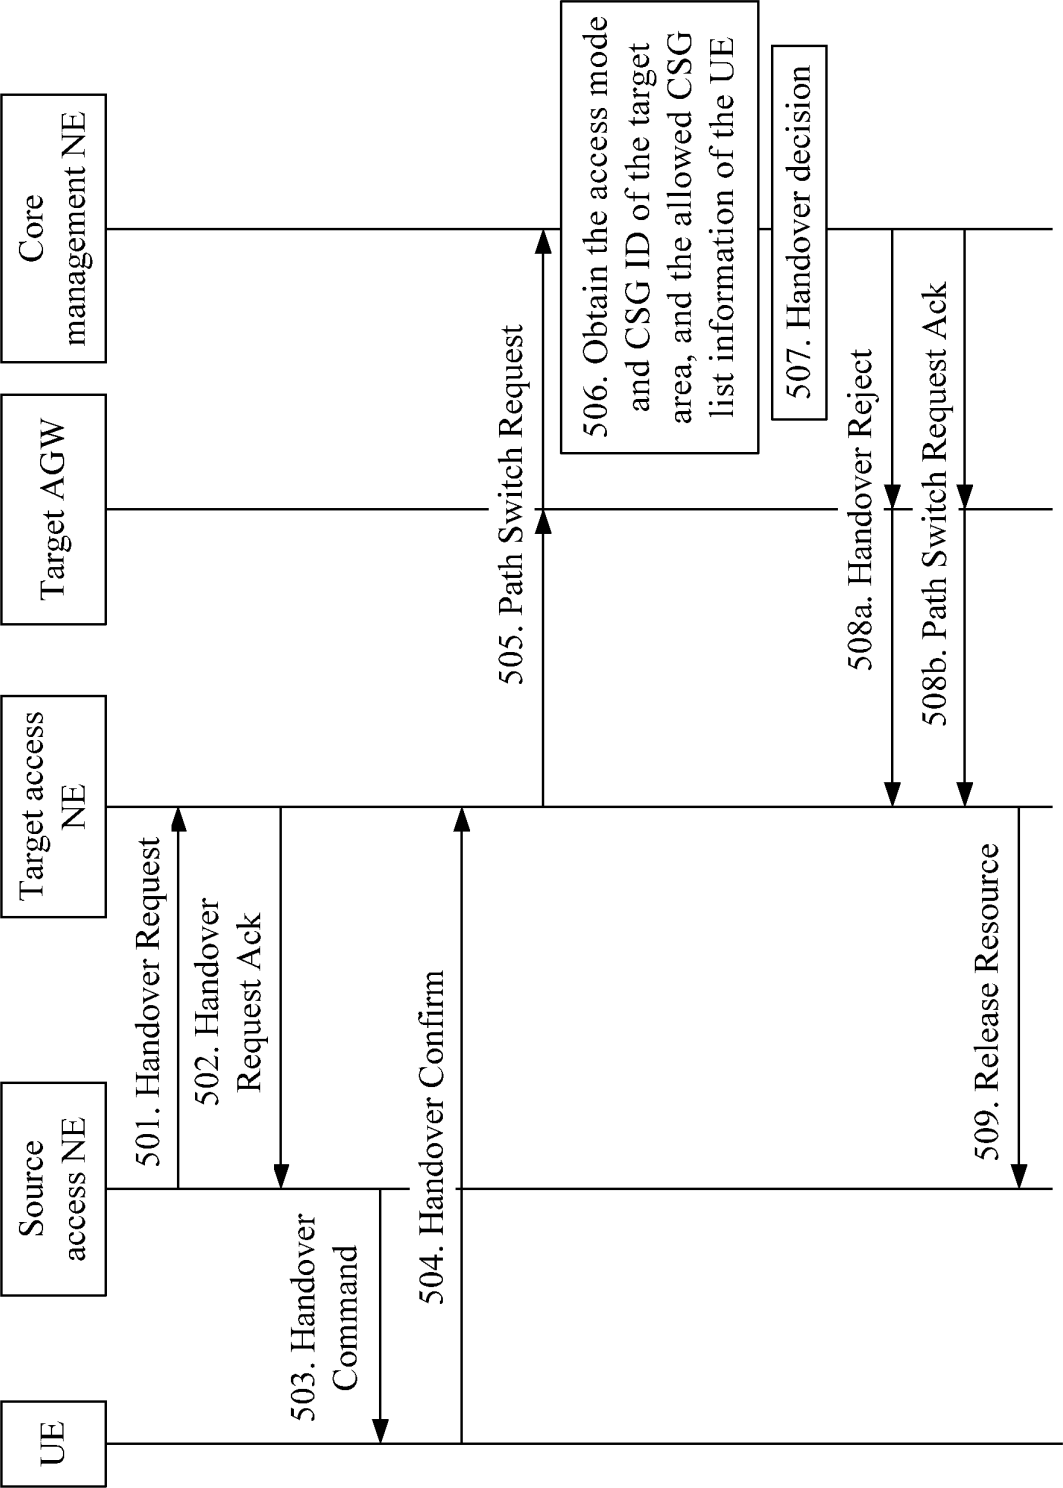 UE
Source
access NE
Target access
NE
Target AGW
Core
management NE
501. Handover Request
502. Handover
Request Ack
503. Handover
Command
504. Handover Confirm
505. Path Switch Request
506. Obtain the access mode
and CSG ID of the target
area, and the allowed CSG
list information of the UE
507. Handover decision
508a. Handover Reject
508b. Path Switch Request Ack
509. Release Resource